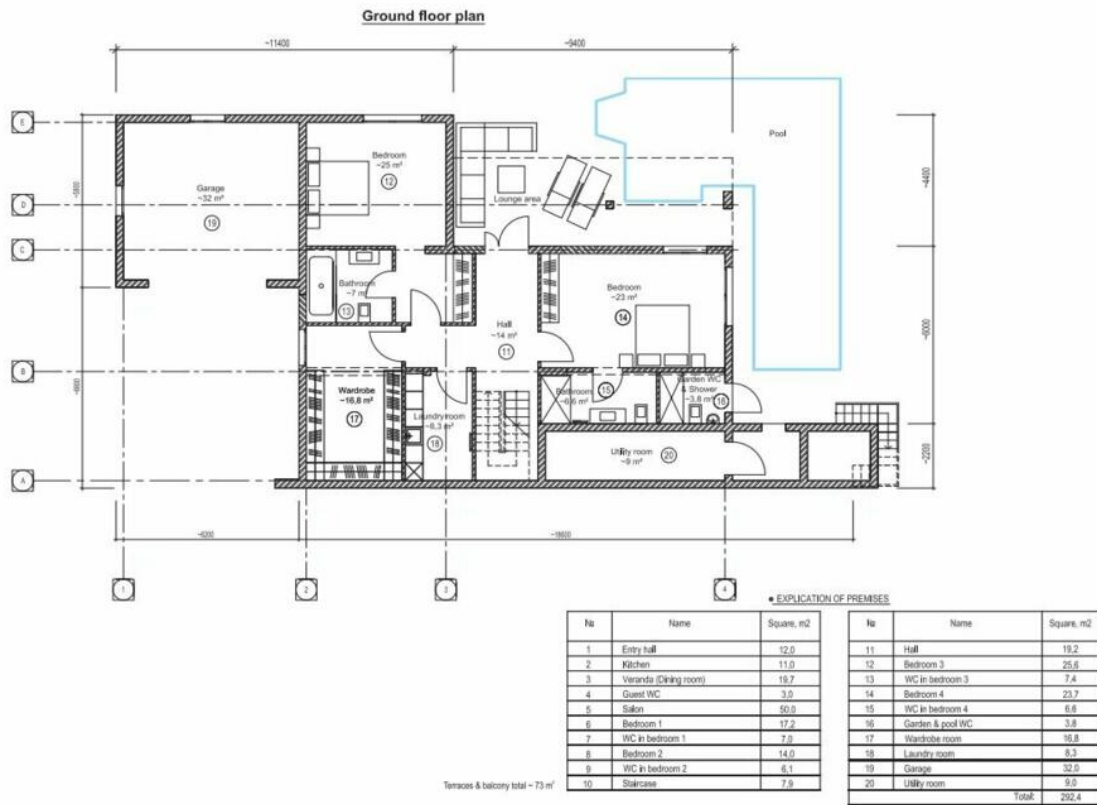 Ground floor plan
~11400
~9400
E
Pool
Bedroom
~25 m²
12
Garage
~32 m²
19
~5800
~4400
D
Lounge area
C
Bathroom
~7 m²
13
Bedroom
~23 m²
14
Hall
~14 m²
11
~6000
B
~6600
Wardrobe
~16,8 m²
17
Laundry room
~8,3 m²
18
Bathroom
~6,6 m²
15
Garden WC
& Shower
~3,8 m²
16
Utility room
~9 m²
20
~2200
A
~6200
~18600
1
2
3
4
• EXPLICATION OF PREMISES
№ Name Square, m2
1 Entry hall 12,0
2 Kitchen 11,0
3 Veranda (Dining room) 19,7
4 Guest WC 3,0
5 Salon 50,0
6 Bedroom 1 17,2
7 WC in bedroom 1 7,0
8 Bedroom 2 14,0
9 WC in bedroom 2 6,1
10 Staircase 7,9
№ Name Square, m2
11 Hall 19,2
12 Bedroom 3 25,6
13 WC in bedroom 3 7,4
14 Bedroom 4 23,7
15 WC in bedroom 4 6,6
16 Garden & pool WC 3,8
17 Wardrobe room 16,8
18 Laundry room 8,3
19 Garage 32,0
20 Utility room 9,0
Total: 292,4
Terraces & balcony total ~ 73 m²